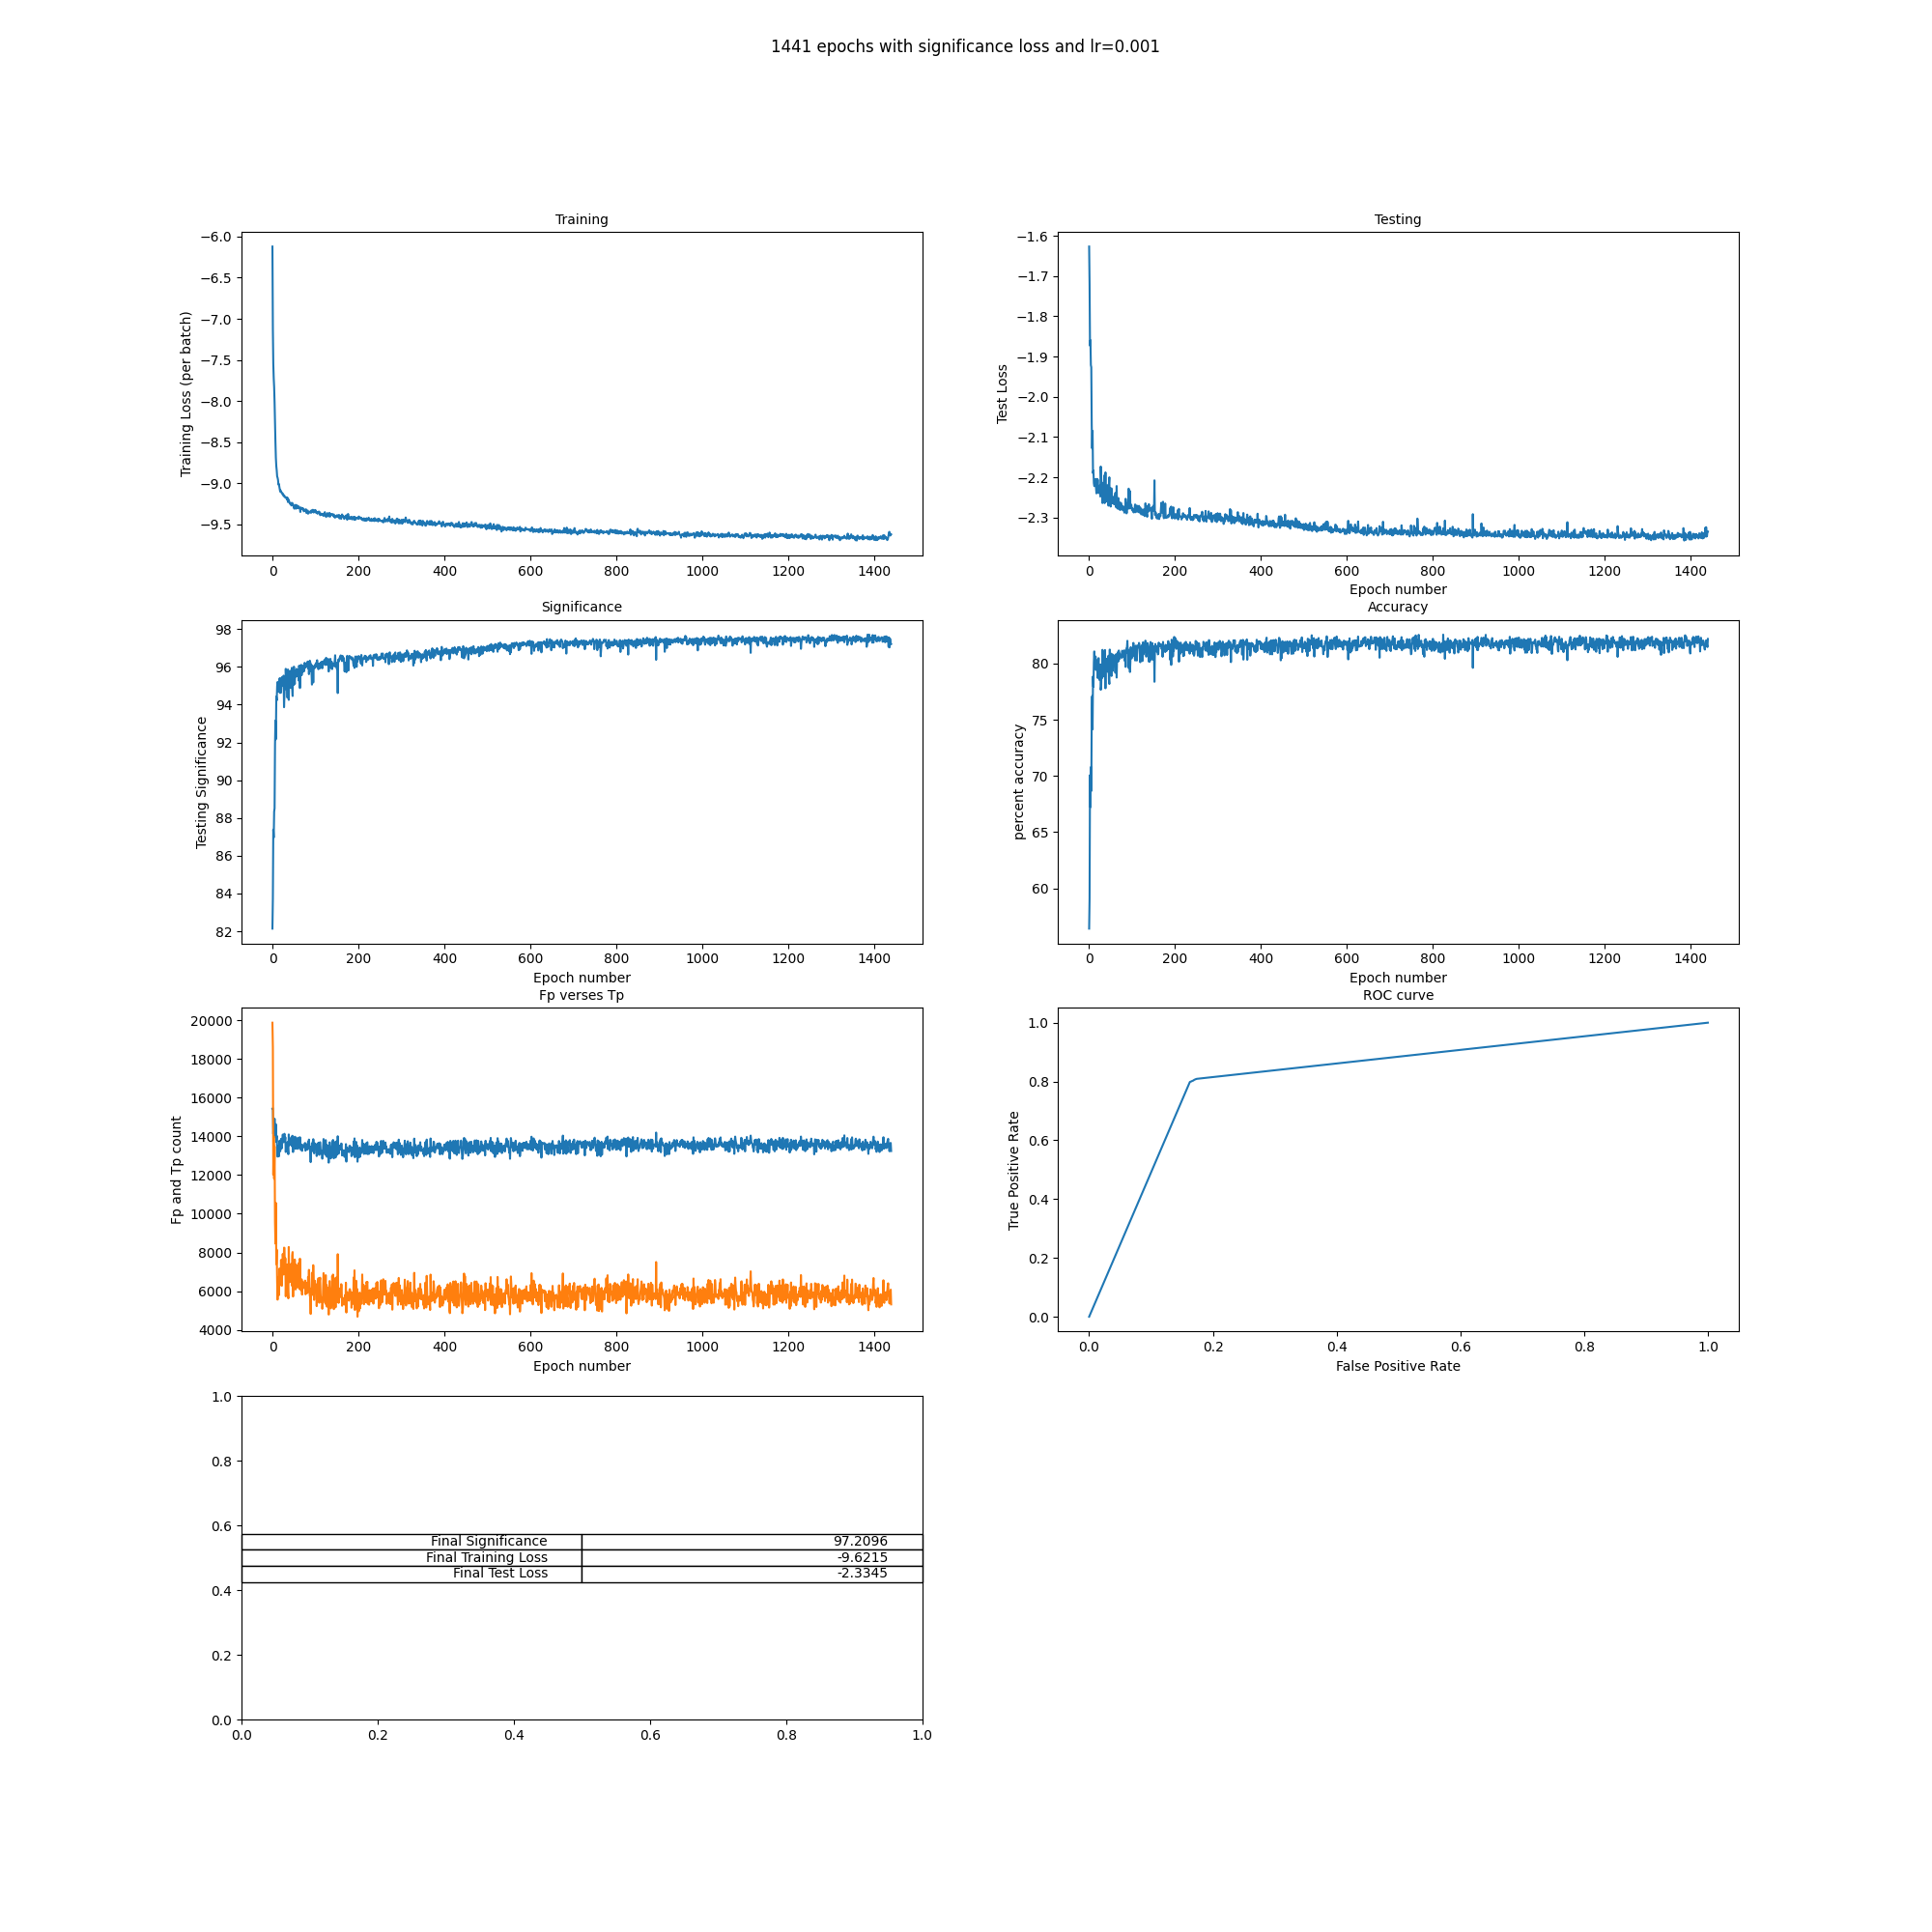 1441 epochs with significance loss and lr=0.001
Training
Training Loss (per batch)
−6.0
−6.5
−7.0
−7.5
−8.0
−8.5
−9.0
−9.5
0 200 400 600 800 1000 1200 1400
Testing
Test Loss
−1.6
−1.7
−1.8
−1.9
−2.0
−2.1
−2.2
−2.3
0 200 400 600 800 1000 1200 1400
Epoch number
Significance
Testing Significance
98
96
94
92
90
88
86
84
82
0 200 400 600 800 1000 1200 1400
Epoch number
Accuracy
percent accuracy
80
75
70
65
60
0 200 400 600 800 1000 1200 1400
Epoch number
Fp verses Tp
Fp and Tp count
20000
18000
16000
14000
12000
10000
8000
6000
4000
0 200 400 600 800 1000 1200 1400
Epoch number
ROC curve
True Positive Rate
1.0
0.8
0.6
0.4
0.2
0.0
0.0 0.2 0.4 0.6 0.8 1.0
False Positive Rate
1.0
0.8
0.6
0.4
0.2
0.0
Final Significance 97.2096
Final Training Loss -9.6215
Final Test Loss -2.3345
0.0 0.2 0.4 0.6 0.8 1.0